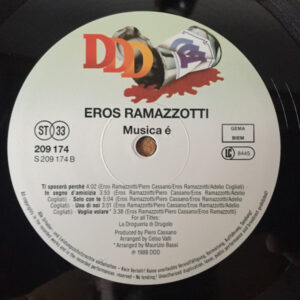 DDD
EROS RAMAZZOTTI
Musica é
ST 33
GEMA
BIEM
209 174
S 209 174 B
LC 8445
Ti sposerò perché 4:02 (Eros Ramazzotti/Piero Cassano/Eros Ramazzotti/Adelio Cogliati) -
In segno d'amicizia 3:53 (Eros Ramazzotti/Piero Cassano/Eros Ramazzotti/Adelio
Cogliati) - Solo con te 5:04 (Eros Ramazzotti/Piero Cassano/Eros Ramazzotti/Adelio
Cogliati) - Uno di noi 3:51 (Eros Ramazzotti/Piero Cassano/Eros Ramazzotti/Adelio
Cogliati) - Voglio volare* 3:38 (Eros Ramazzotti/Piero Cassano/Eros Ramazzotti)
For all Titles:
La Drogueria di Drugolo
Produced by Piero Cassano
Arranged by Celso Valli
*Arranged by Maurizio Bassi
℗ 1988 DDD